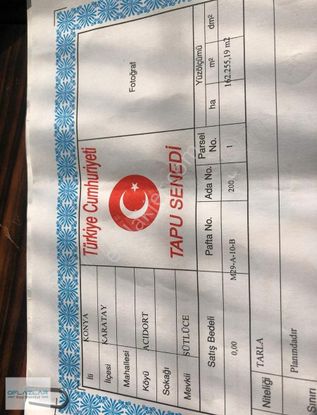 Türkiye Cumhuriyeti
TAPU SENEDİ
Fotoğraf
İli KONYA
İlçesi KARATAY
Mahallesi
Köyü ACIDORT
Sokağı
Mevkii SÜTLÜCE
Satış Bedeli Pafta No. Ada No. Parsel No. Yüzölçümü
ha m² dm²
0,00 M29-A-10-B 200 1 162.255,19 m2
Niteliği TARLA
Sınırı Planındadır